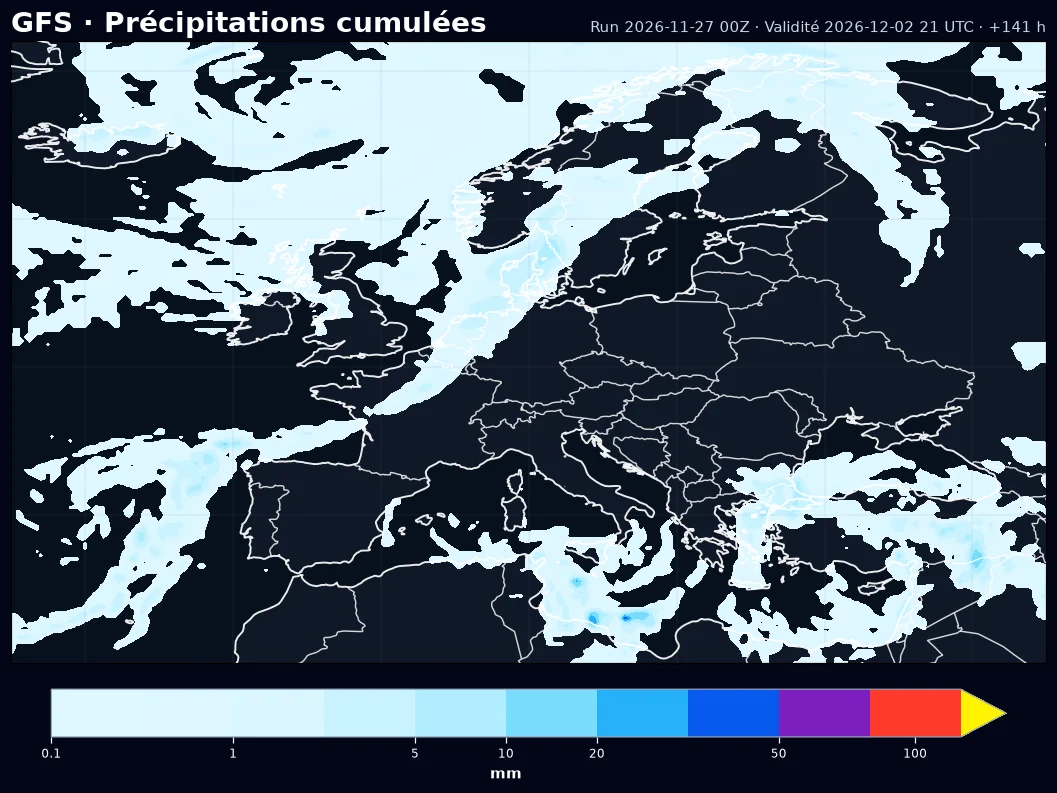 GFS · Précipitations cumulées
Run 2026-11-27 00Z · Validité 2026-12-02 21 UTC · +141 h
0.1 1 5 10 20 50 100
mm